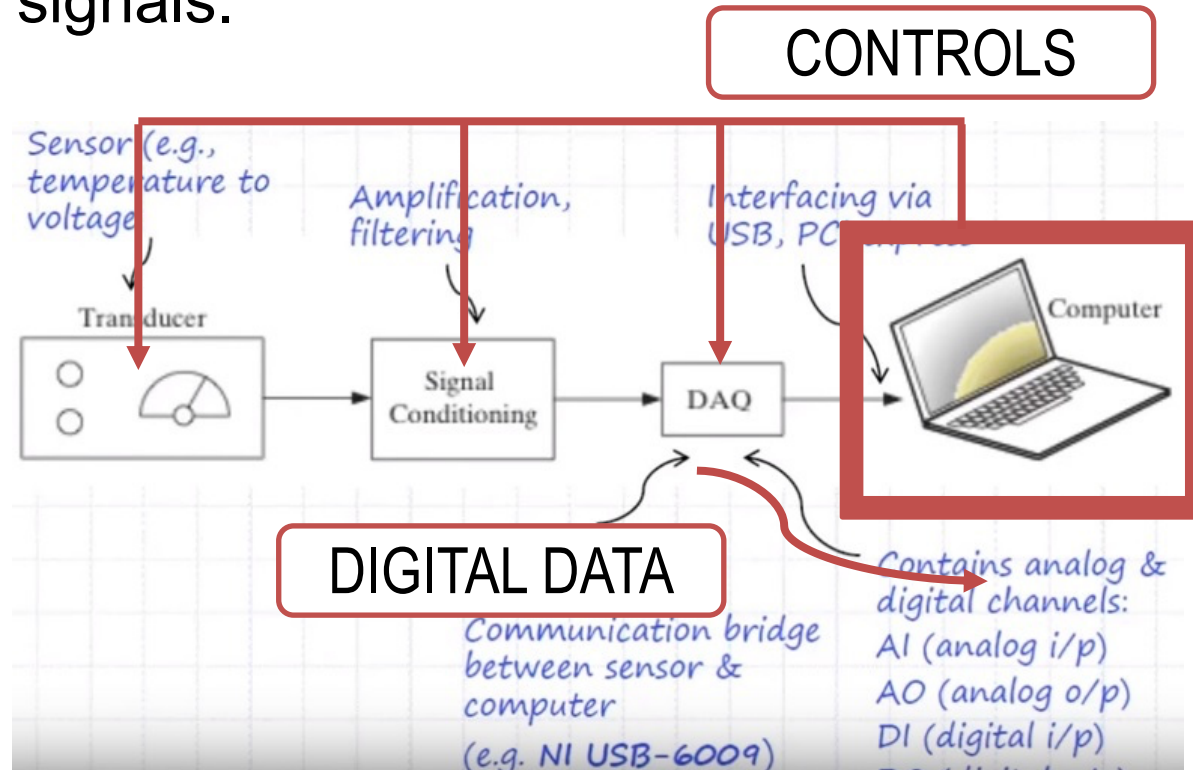 signals.
CONTROLS
Sensor (e.g.,
temperature to
voltage
Amplification,
filtering
Interfacing via
USB, PC
Transducer
Computer
Signal
Conditioning
DAQ
DIGITAL DATA
Communication bridge
between sensor &
computer
(e.g. NI USB-6009)
Contains analog &
digital channels:
AI (analog i/p)
AO (analog o/p)
DI (digital i/p)